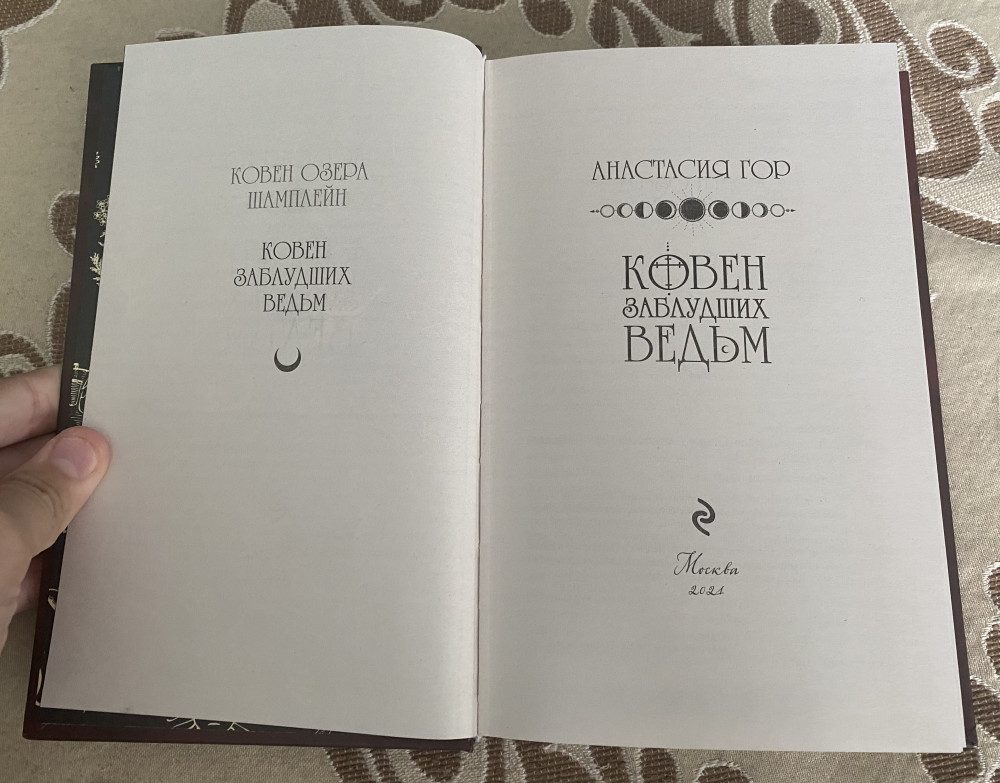 КОВЕН ОЗЕРА
ШАМПЛЕЙН
КОВЕН
ЗАБЛУДШИХ
ВЕДЬМ
АНАСТАСИЯ ГОР
КОВЕН
ЗАБЛУДШИХ
ВЕДЬМ
Москва
2021